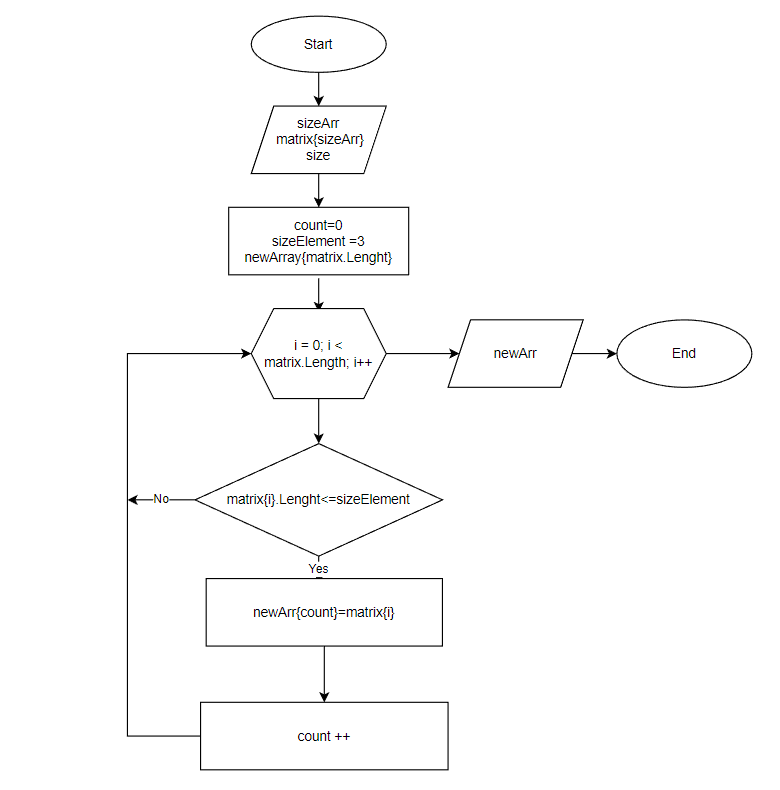 Start
sizeArr
matrix{sizeArr}
size
count=0
sizeElement =3
newArray{matrix.Lenght}
i = 0; i <
matrix.Length; i++
newArr
End
matrix{i}.Lenght<=sizeElement
No
Yes
newArr{count}=matrix{i}
count ++